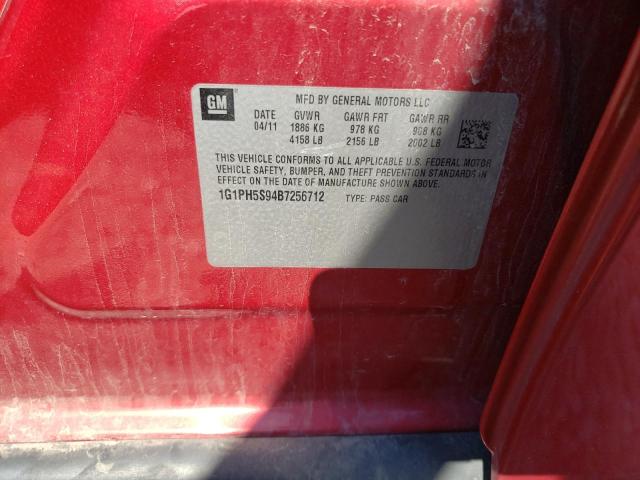 GM
MFD BY GENERAL MOTORS LLC
DATE GVWR GAWR FRT GAWR RR
04/11 1886 KG 978 KG 908 KG
4158 LB 2156 LB 2002 LB
THIS VEHICLE CONFORMS TO ALL APPLICABLE U.S. FEDERAL MOTOR
VEHICLE SAFETY, BUMPER, AND THEFT PREVENTION STANDARDS IN
EFFECT ON THE DATE OF MANUFACTURE SHOWN ABOVE.
1G1PH5S94B7256712 TYPE: PASS CAR